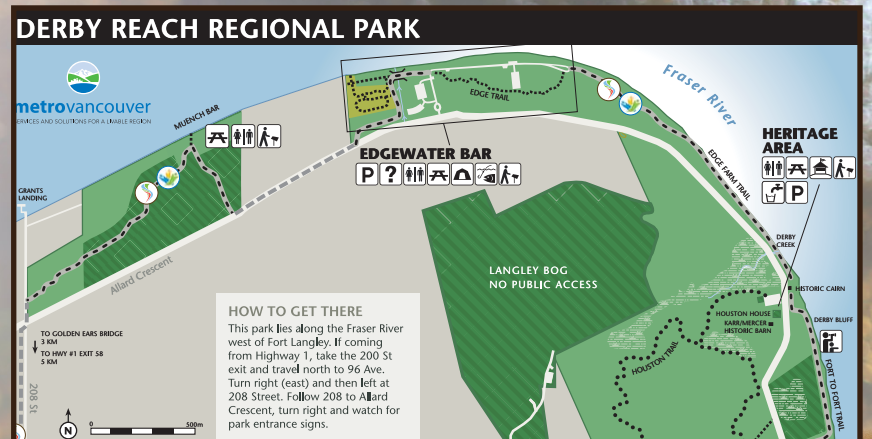 DERBY REACH REGIONAL PARK
metrovancouver
SERVICES AND SOLUTIONS FOR A LIVABLE REGION
MUENCH BAR
GRANTS
LANDING
EDGE TRAIL
Fraser River
EDGEWATER BAR
P ?
HERITAGE
AREA
P
EDGE FARM TRAIL
DERBY
CREEK
Allard Crescent
LANGLEY BOG
NO PUBLIC ACCESS
HISTORIC CAIRN
HOUSTON HOUSE
KARR/MERCER
HISTORIC BARN
DERBY BLUFF
HOUSTON TRAIL
FORT TO FORT TRAIL
HOW TO GET THERE
This park lies along the Fraser River
west of Fort Langley. If coming
from Highway 1, take the 200 St
exit and travel north to 96 Ave.
Turn right (east) and then left at
208 Street. Follow 208 to Allard
Crescent, turn right and watch for
park entrance signs.
TO GOLDEN EARS BRIDGE
3 KM
TO HWY #1 EXIT 58
5 KM
208 St
N
0 500m